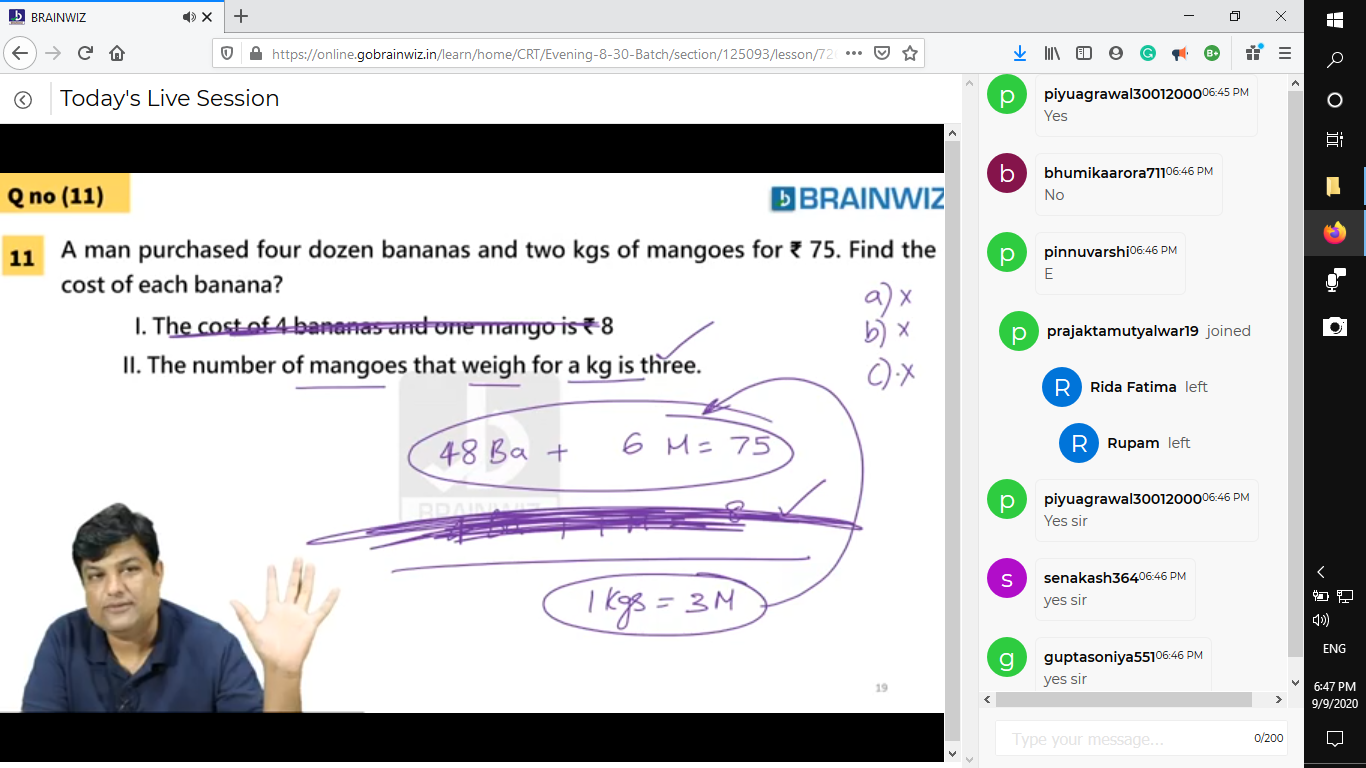 BRAINWIZ
https://online.gobrainwiz.in/learn/home/CRT/Evening-8-30-Batch/section/125093/lesson/72
Today's Live Session
Q no (11)
BRAINWIZ
11 A man purchased four dozen bananas and two kgs of mangoes for ₹ 75. Find the
cost of each banana?
I. The cost of 4 bananas and one mango is ₹ 8
II. The number of mangoes that weigh for a kg is three.
a) x
b) x
c) x
48 Ba + 6 M = 75
BRAINWIZ
8
1 Kgs = 3M
19
p piyuagrawal30012000 06:45 PM
Yes
b bhumikaarora711 06:46 PM
No
p pinnuvarshi 06:46 PM
E
p prajaktamutyalwar19 joined
R Rida Fatima left
R Rupam left
p piyuagrawal30012000 06:46 PM
Yes sir
s senakash364 06:46 PM
yes sir
g guptasoniya551 06:46 PM
yes sir
Type your message...
0/200
B+
ENG
6:47 PM
9/9/2020